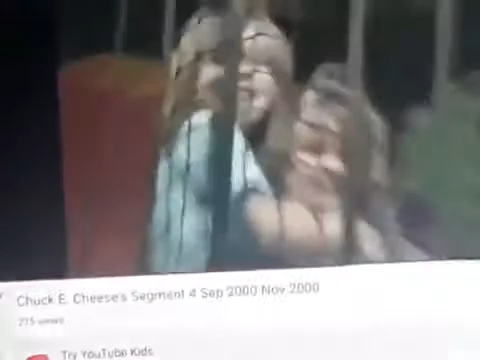 Chuck E. Cheese's Segment 4 Sep 2000 Nov 2000
275 views
Try YouTube Kids